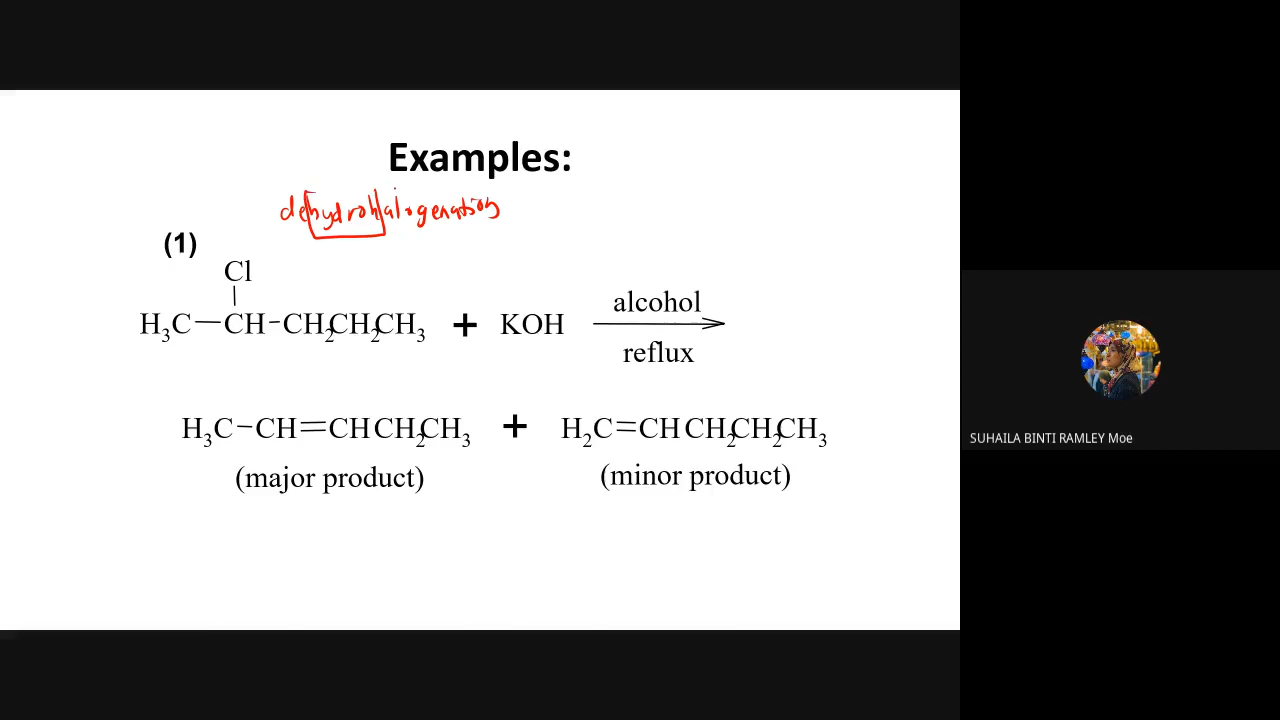 Examples:
dehydrohalogenation
(1)
Cl
H3C—CH-CH2CH2CH3 + KOH
alcohol
reflux
H3C-CH=CHCH2CH3 + H2C=CHCH2CH2CH3
(major product) (minor product)
SUHAILA BINTI RAMLEY Moe